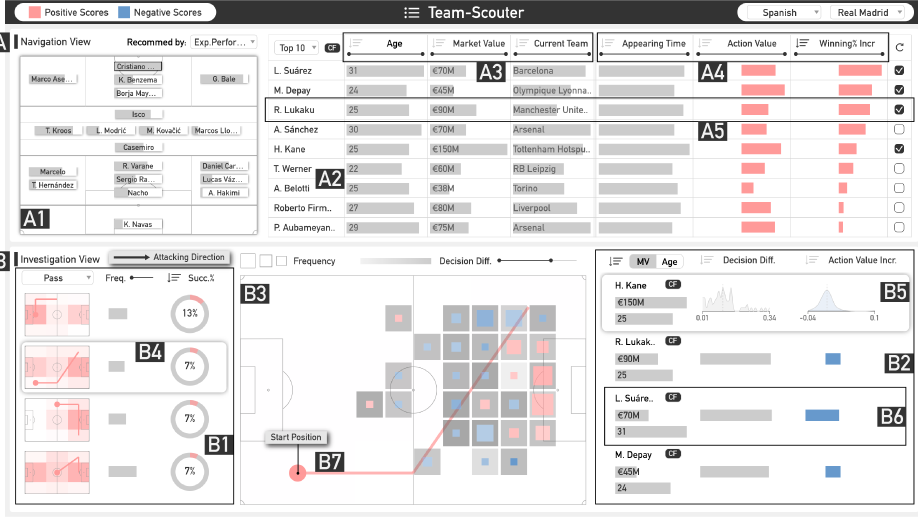 Positive Scores Negative Scores Team-Scouter Spanish Real Madrid
A Navigation View Recommed by: Exp.Perfor...
Cristiano ...
Marco Ase... K. Benzema G. Bale
Borja May...
Isco
T. Kroos L. Modrić M. Kovačić Marcos Llo...
Casemiro
R. Varane Daniel Car...
Marcelo Sergio Ra... Lucas Váz...
T. Hernández Nacho A. Hakimi
A1 K. Navas
Top 10 CF Age Market Value Current Team Appearing Time Action Value Winning% Incr
L. Suárez 31 €70M A3 Barcelona A4
M. Depay 24 €45M Olympique Lyonna..
R. Lukaku 25 €90M Manchester Unite..
A. Sánchez 30 €70M Arsenal A5
H. Kane 25 €150M Tottenham Hotspu..
T. Werner 22 €60M RB Leipzig
A2
A. Belotti 25 €38M Torino
Roberto Firm.. 27 €80M Liverpool
P. Aubameyan.. 29 €75M Arsenal
B Investigation View Attacking Direction
Pass Freq. Succ.%
13%
B4
7%
7%
B1
7%
Frequency Decision Diff.
B3
Start Position
B7
MV Age Decision Diff. Action Value Incr.
H. Kane CF B5
€150M
25 0.01 0.34 -0.04 0.1
R. Lukak.. CF
€90M B2
25
L. Suáre.. CF
€70M B6
31
M. Depay CF
€45M
24